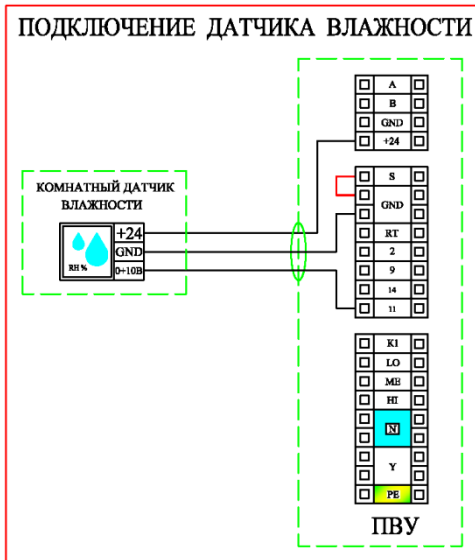 ПОДКЛЮЧЕНИЕ ДАТЧИКА ВЛАЖНОСТИ
A
B
GND
+24
КОМНАТНЫЙ ДАТЧИК
ВЛАЖНОСТИ
+24
GND
0÷10В
RH %
S
GND
RT
2
9
14
11
K1
LO
ME
HI
N
Y
PE
ПВУ